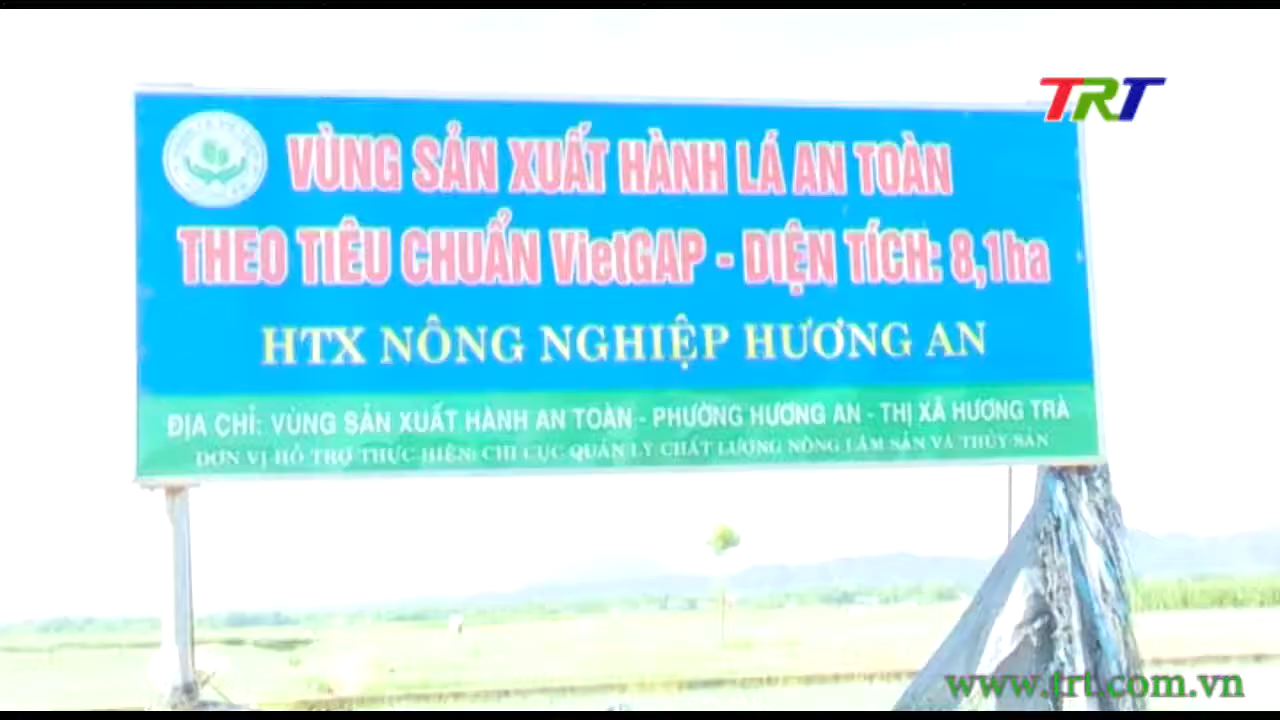 TRT
VÙNG SẢN XUẤT HÀNH LÁ AN TOÀN
THEO TIÊU CHUẨN VietGAP - DIỆN TÍCH: 8,1ha
HTX NÔNG NGHIỆP HƯƠNG AN
ĐỊA CHỈ: VÙNG SẢN XUẤT HÀNH AN TOÀN - PHƯỜNG HƯƠNG AN - THỊ XÃ HƯƠNG TRÀ
ĐƠN VỊ HỖ TRỢ THỰC HIỆN: CHI CỤC QUẢN LÝ CHẤT LƯỢNG NÔNG LÂM SẢN VÀ THỦY SẢN
www.trt.com.vn